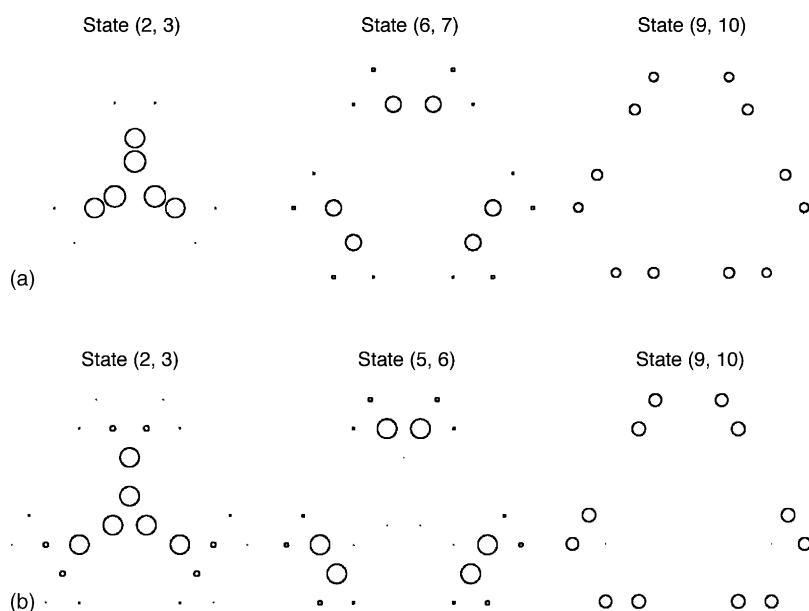 State (2, 3) State (6, 7) State (9, 10)
(a)
State (2, 3) State (5, 6) State (9, 10)
(b)